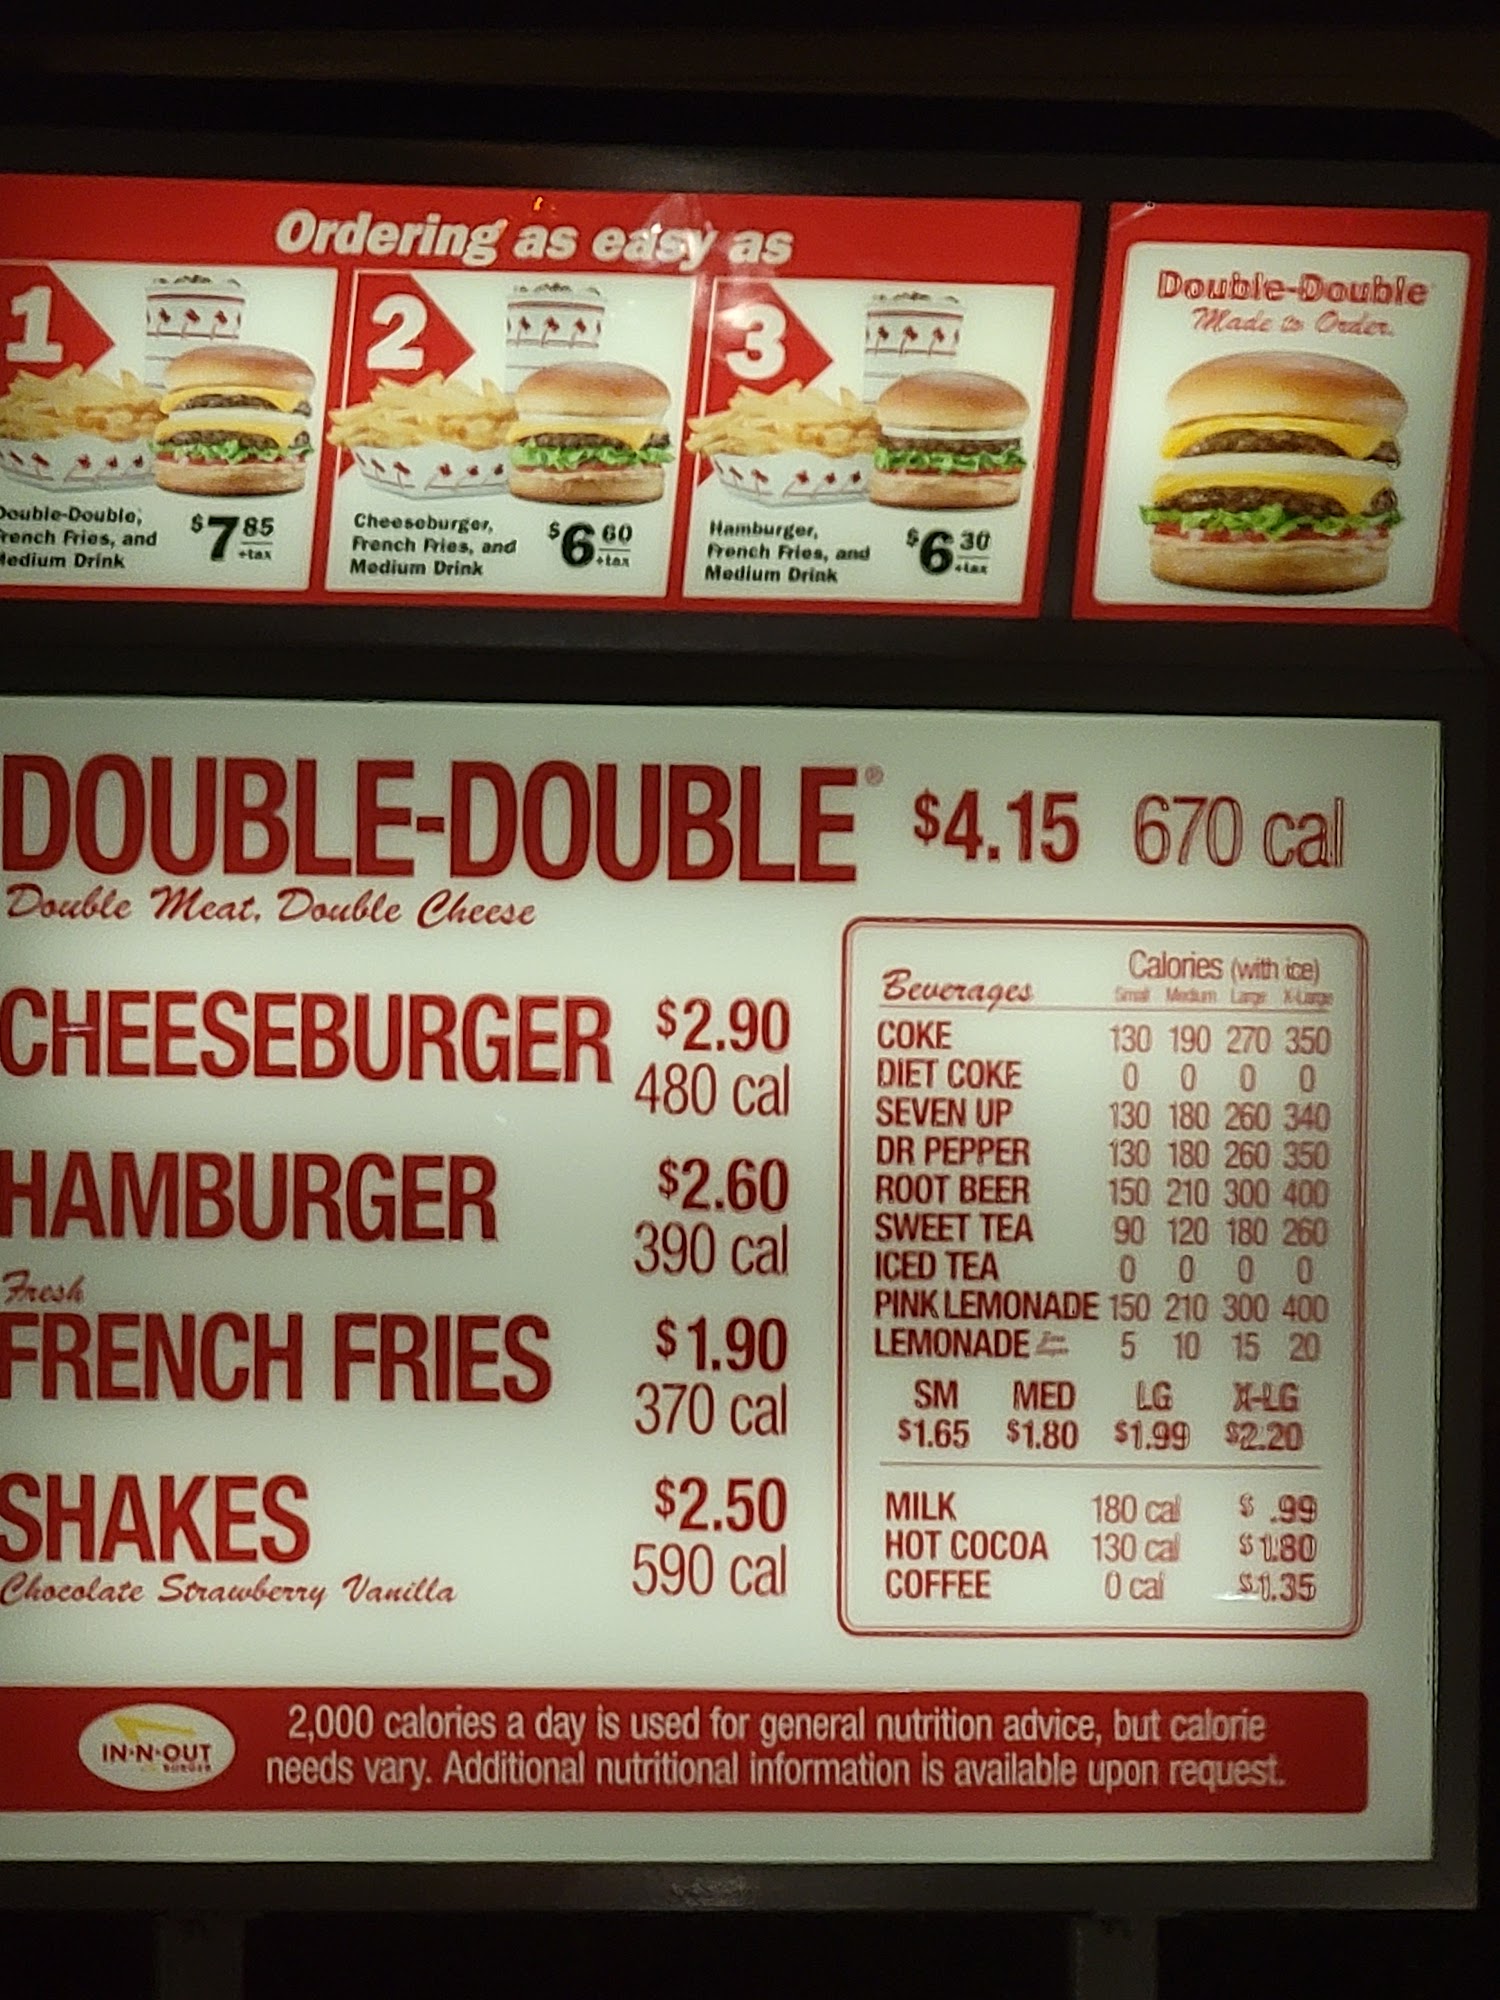 Ordering as easy as
1
2
3
Double-Double,
French Fries, and
Medium Drink
$7 85
+tax
Cheeseburger,
French Fries, and
Medium Drink
$6 60
+tax
Hamburger,
French Fries, and
Medium Drink
$6 30
+tax
Double-Double
Made to Order.
DOUBLE-DOUBLE® $4.15 670 cal
Double Meat, Double Cheese
CHEESEBURGER $2.90
480 cal
HAMBURGER $2.60
390 cal
Fresh
FRENCH FRIES $1.90
370 cal
SHAKES $2.50
590 cal
Chocolate Strawberry Vanilla
Calories (with ice)
Beverages Small Medium Large X-Large
COKE 130 190 270 350
DIET COKE 0 0 0 0
SEVEN UP 130 180 260 340
DR PEPPER 130 180 260 350
ROOT BEER 150 210 300 400
SWEET TEA 90 120 180 260
ICED TEA 0 0 0 0
PINK LEMONADE 150 210 300 400
LEMONADE 5 10 15 20
SM MED LG X-LG
$1.65 $1.80 $1.99 $2.20
MILK 180 cal $ .99
HOT COCOA 130 cal $1.80
COFFEE 0 cal $1.35
IN-N-OUT
BURGER
2,000 calories a day is used for general nutrition advice, but calorie
needs vary. Additional nutritional information is available upon request.